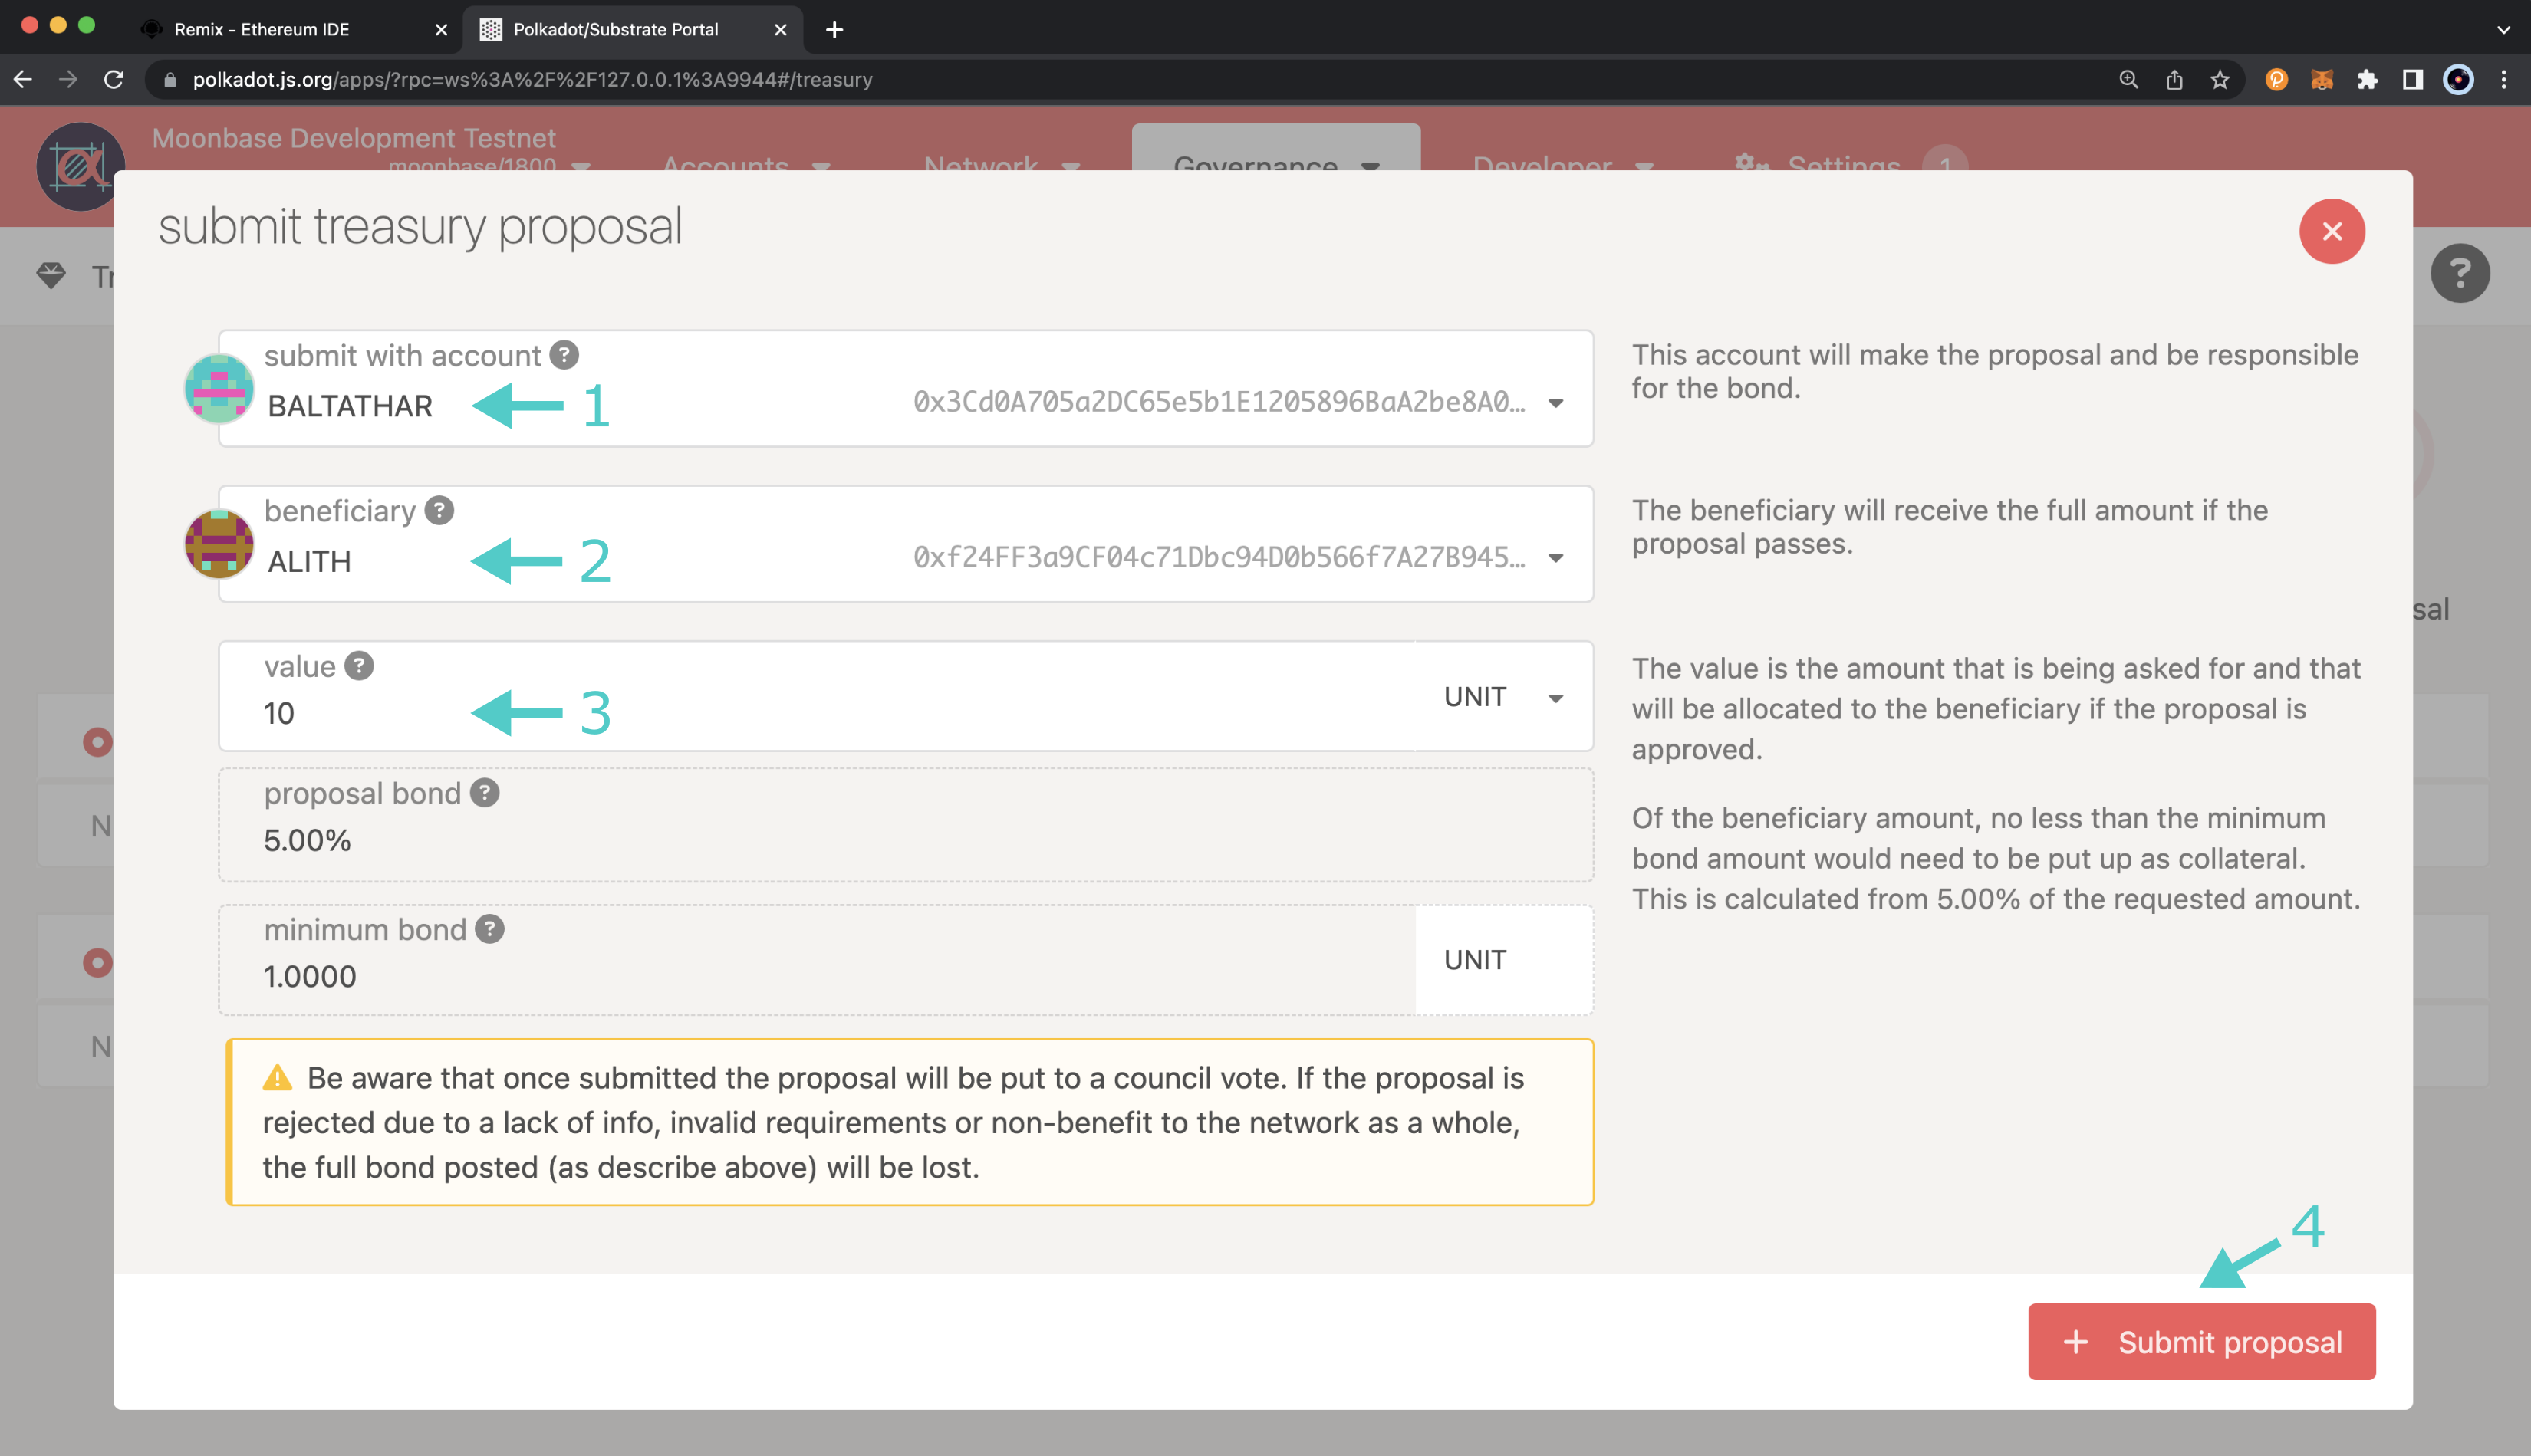 Remix - Ethereum IDE
Polkadot/Substrate Portal
polkadot.js.org/apps/?rpc=ws%3A%2F%2F127.0.0.1%3A9944#/treasury
Moonbase Development Testnet
moonbase/1800
Accounts
Network
Governance
Developer
Settings
1
submit treasury proposal
submit with account ?
BALTATHAR
1
0x3Cd0A705a2DC65e5b1E1205896BaA2be8A0…
This account will make the proposal and be responsible
for the bond.
beneficiary ?
ALITH
2
0xf24FF3a9CF04c71Dbc94D0b566f7A27B945…
The beneficiary will receive the full amount if the
proposal passes.
value ?
10
3
UNIT
The value is the amount that is being asked for and that
will be allocated to the beneficiary if the proposal is
approved.
proposal bond ?
5.00%
Of the beneficiary amount, no less than the minimum
bond amount would need to be put up as collateral.
This is calculated from 5.00% of the requested amount.
minimum bond ?
1.0000
UNIT
Be aware that once submitted the proposal will be put to a council vote. If the proposal is
rejected due to a lack of info, invalid requirements or non-benefit to the network as a whole,
the full bond posted (as describe above) will be lost.
4
+ Submit proposal